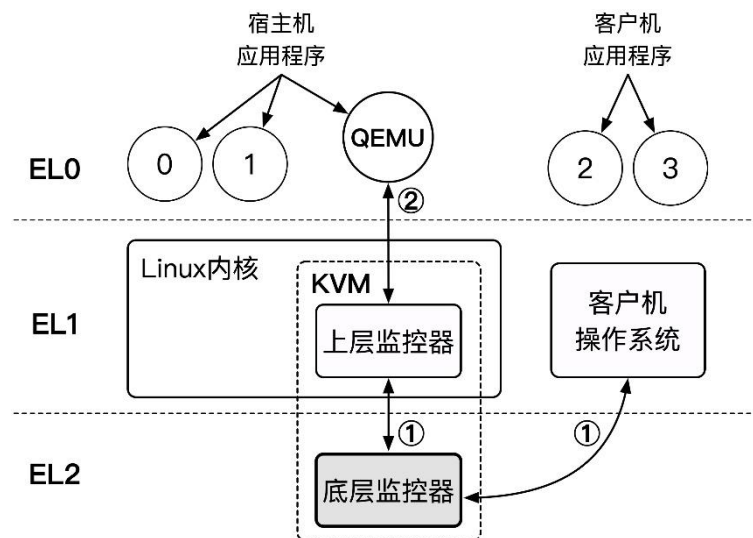 宿主机
应用程序
客户机
应用程序
EL0
0
1
QEMU
2
3
②
EL1
Linux内核
KVM
上层监控器
客户机
操作系统
①
①
EL2
底层监控器